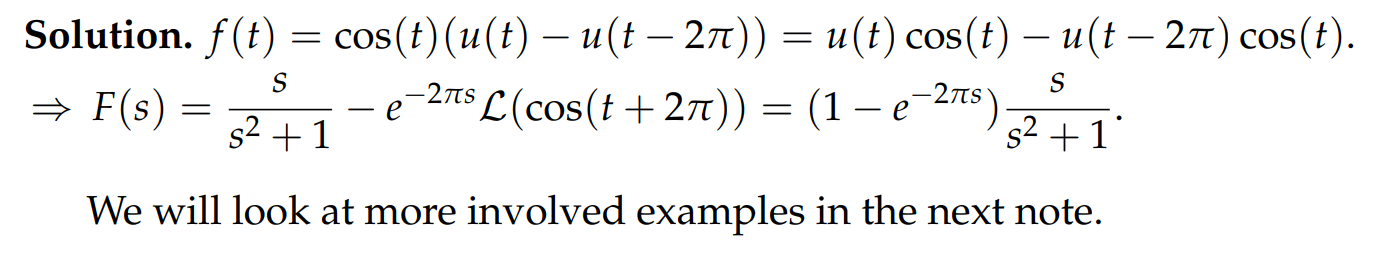 Solution. f(t) = cos(t)(u(t) − u(t − 2π)) = u(t) cos(t) − u(t − 2π) cos(t).
⇒ F(s) = s/(s² + 1) − e^{−2πs} ℒ(cos(t + 2π)) = (1 − e^{−2πs}) s/(s² + 1).
We will look at more involved examples in the next note.